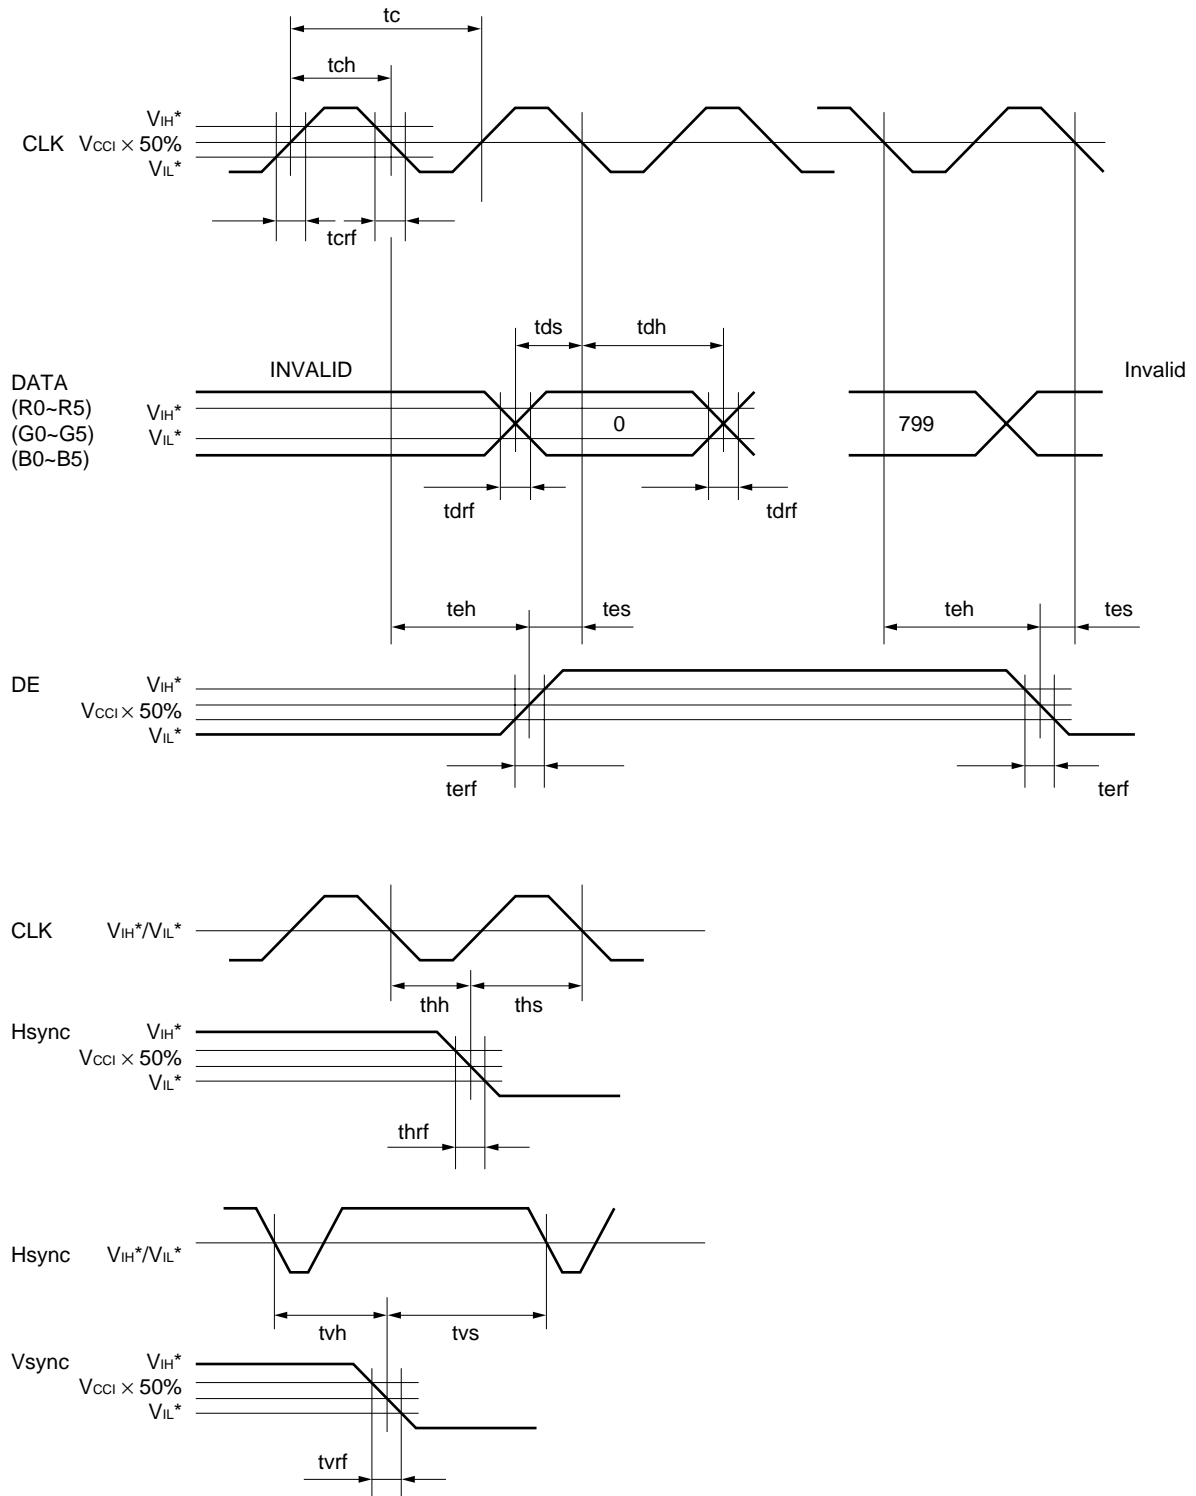 tc
tch
VIH*
CLK VCCI × 50%
VIL*
tcrf
tds tdh
INVALID Invalid
DATA
(R0~R5) VIH*
(G0~G5) VIL*
(B0~B5)
0 799
tdrf tdrf
teh tes teh tes
DE VIH*
VCCI × 50%
VIL*
terf terf
CLK VIH*/VIL*
thh ths
Hsync VIH*
VCCI × 50%
VIL*
thrf
Hsync VIH*/VIL*
tvh tvs
Vsync VIH*
VCCI × 50%
VIL*
tvrf